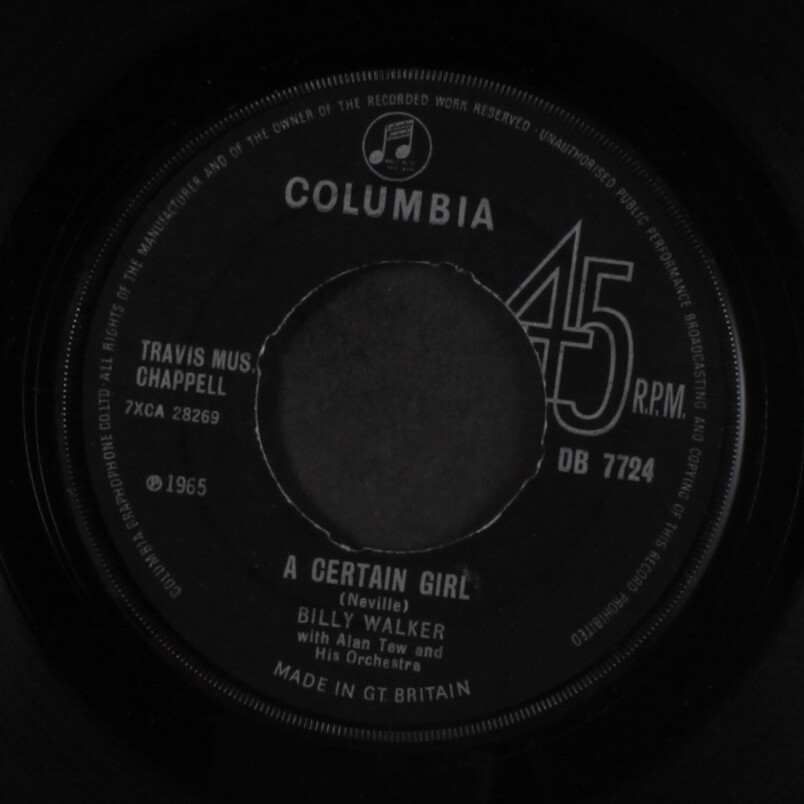 COLUMBIA GRAPHOPHONE CO LTD · ALL RIGHTS OF THE MANUFACTURER AND OF THE OWNER OF THE RECORDED WORK RESERVED · UNAUTHORISED PUBLIC PERFORMANCE BROADCASTING AND COPYING OF THIS RECORD PROHIBITED
COLUMBIA
45
R.P.M.
TRAVIS MUS.
CHAPPELL
7XCA 28269
DB 7724
℗ 1965
A CERTAIN GIRL
(Neville)
BILLY WALKER
with Alan Tew and
His Orchestra
MADE IN GT. BRITAIN